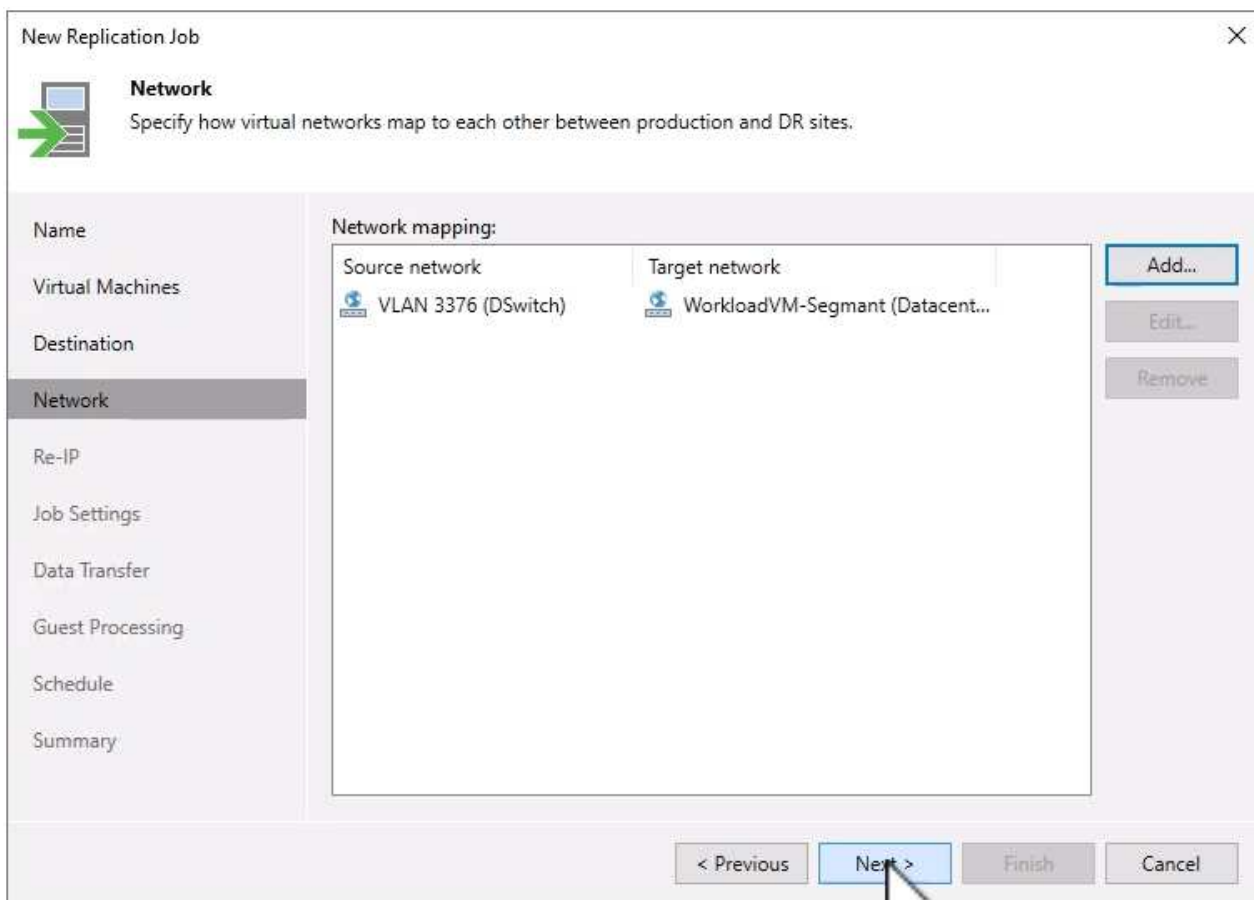 New Replication Job
Network
Specify how virtual networks map to each other between production and DR sites.
Name
Virtual Machines
Destination
Network
Re-IP
Job Settings
Data Transfer
Guest Processing
Schedule
Summary
Network mapping:
Source network Target network
VLAN 3376 (DSwitch) WorkloadVM-Segmant (Datacent...
Add...
Edit...
Remove
< Previous Next > Finish Cancel